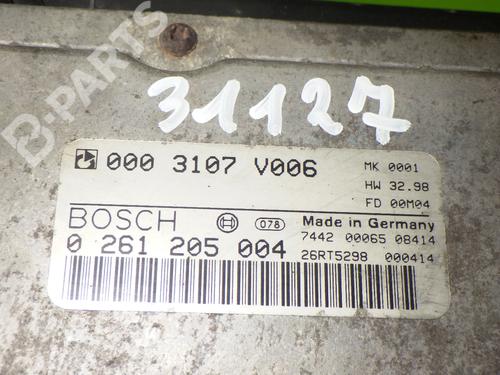 B-PARTS
31127
000 3107 V006
MK 0001
HW 32.98
FD 00M04
BOSCH
078
Made in Germany
0 261 205 004
7442 00065 08414
26RT5298 000414